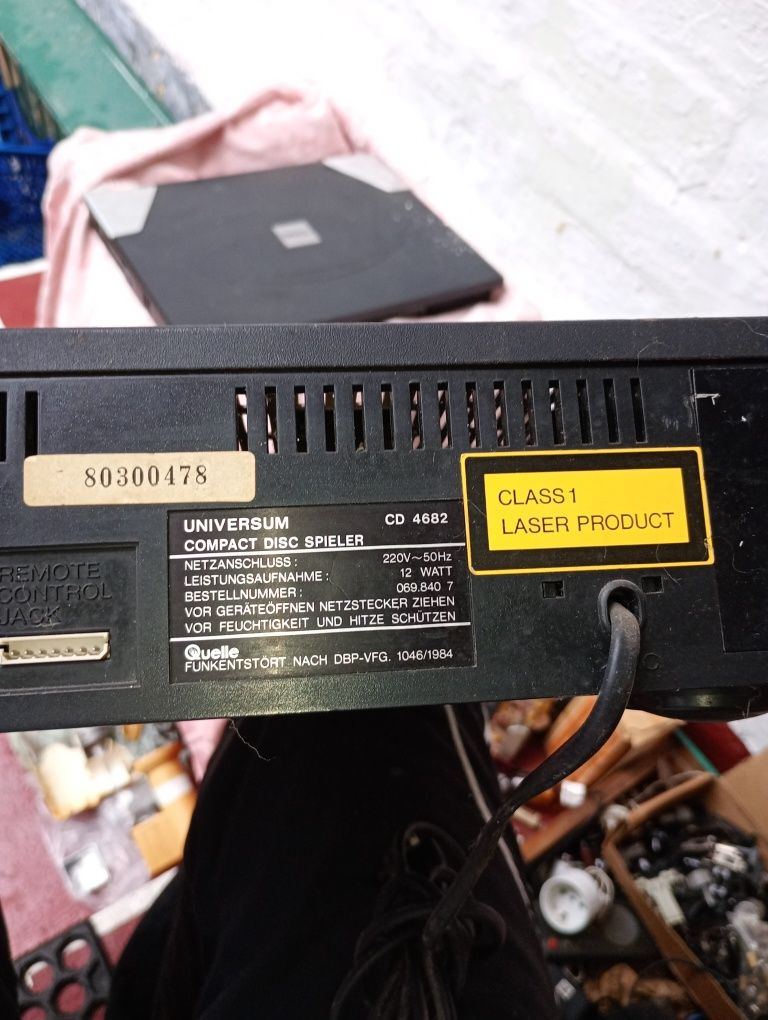 80300478
CLASS 1
LASER PRODUCT
REMOTE
CONTROL
JACK
UNIVERSUM CD 4682
COMPACT DISC SPIELER
NETZANSCHLUSS : 220V~50Hz
LEISTUNGSAUFNAHME : 12 WATT
BESTELLNUMMER : 069.840 7
VOR GERÄTEÖFFNEN NETZSTECKER ZIEHEN
VOR FEUCHTIGKEIT UND HITZE SCHÜTZEN
Quelle
FUNKENTSTÖRT NACH DBP-VFG. 1046/1984